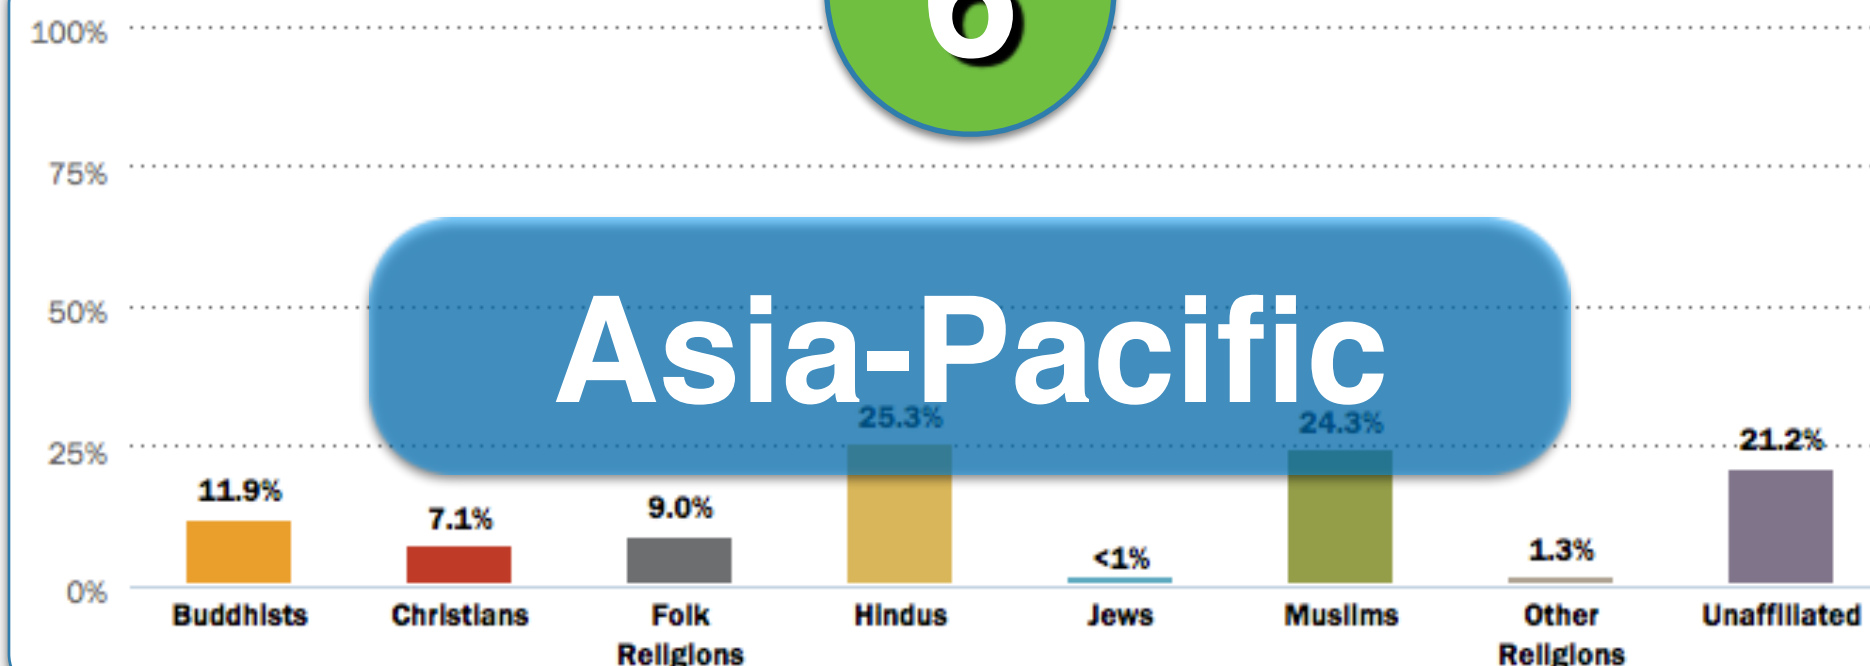 6
100%
75%
50%
25%
0%
Asia-Pacific
11.9%
7.1%
9.0%
25.3%
<1%
24.3%
1.3%
21.2%
Buddhists
Christians
Folk
Religions
Hindus
Jews
Muslims
Other
Religions
Unaffiliated